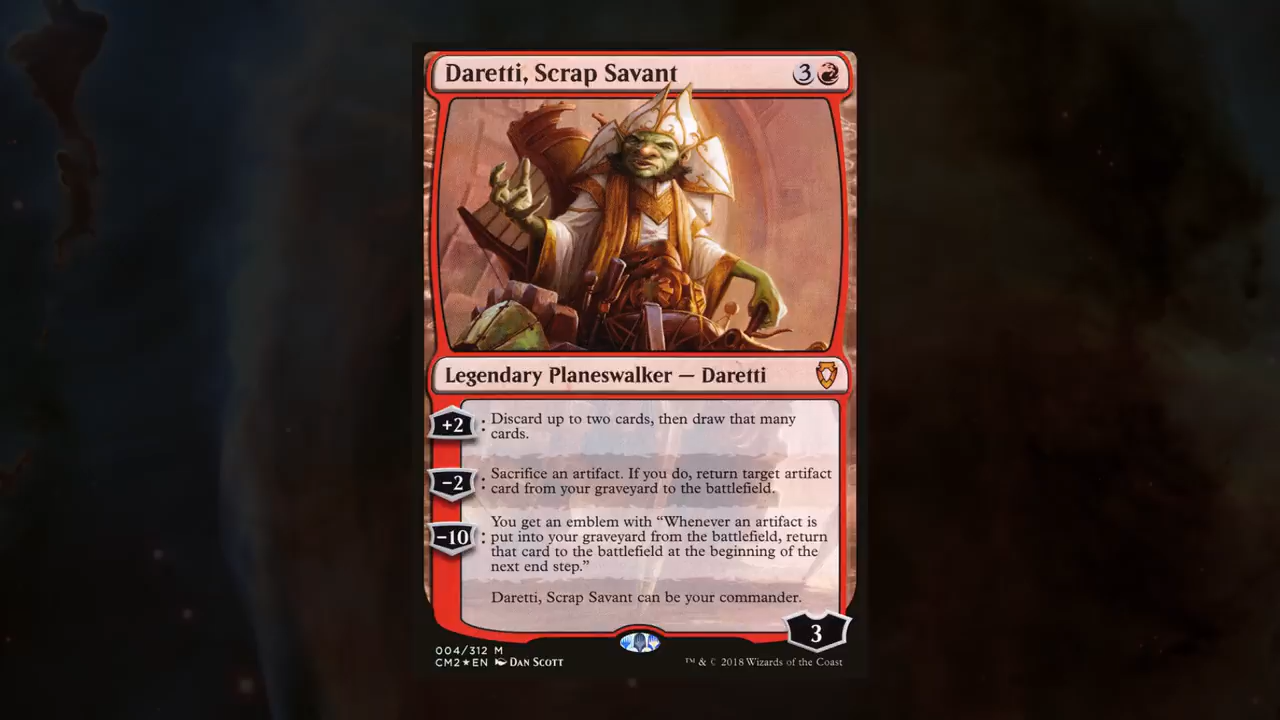 Daretti, Scrap Savant 3
Legendary Planeswalker — Daretti
+2 : Discard up to two cards, then draw that many
cards.
−2 : Sacrifice an artifact. If you do, return target artifact
card from your graveyard to the battlefield.
−10 : You get an emblem with “Whenever an artifact is
put into your graveyard from the battlefield, return
that card to the battlefield at the beginning of the
next end step.”
Daretti, Scrap Savant can be your commander.
3
004/312 M
CM2★EN Dan Scott ™ & © 2018 Wizards of the Coast